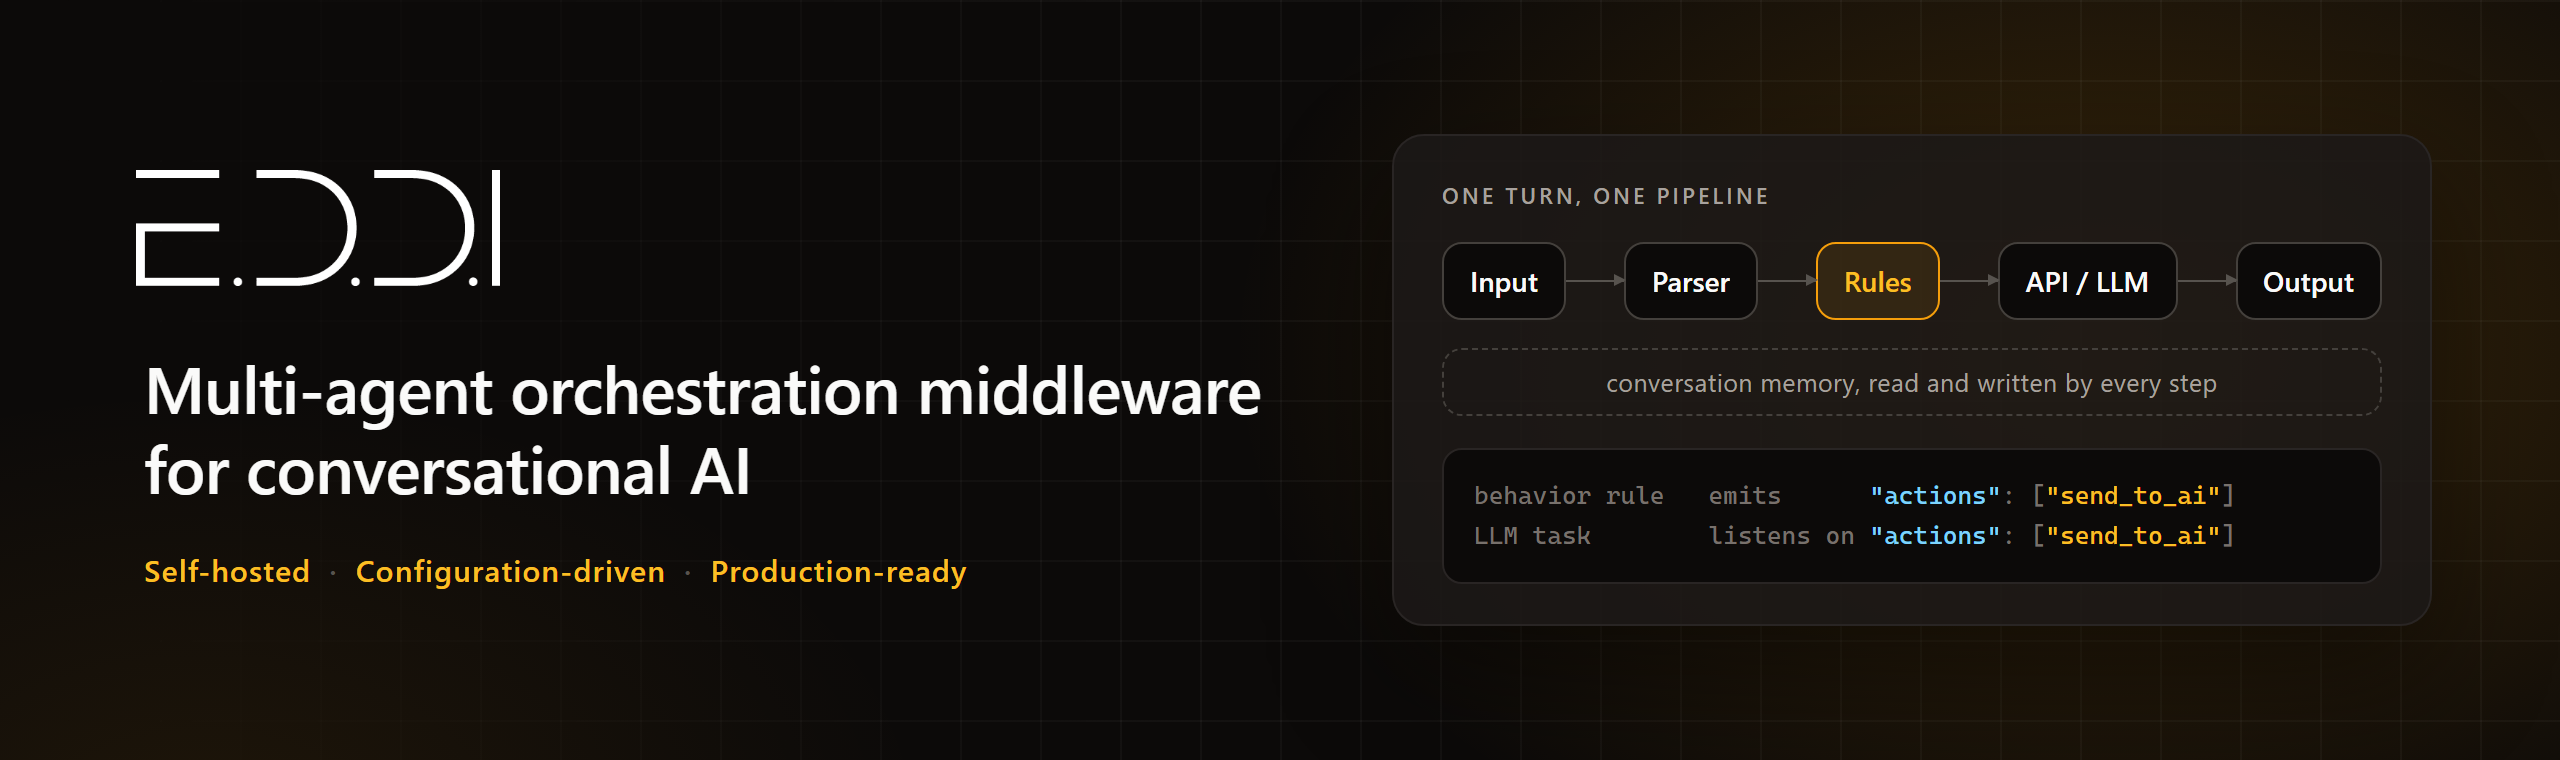 E.D.D.I
Multi-agent orchestration middleware
for conversational AI
Self-hosted · Configuration-driven · Production-ready
ONE TURN, ONE PIPELINE
Input Parser Rules API / LLM Output
conversation memory, read and written by every step
behavior rule emits "actions": ["send_to_ai"]
LLM task listens on "actions": ["send_to_ai"]